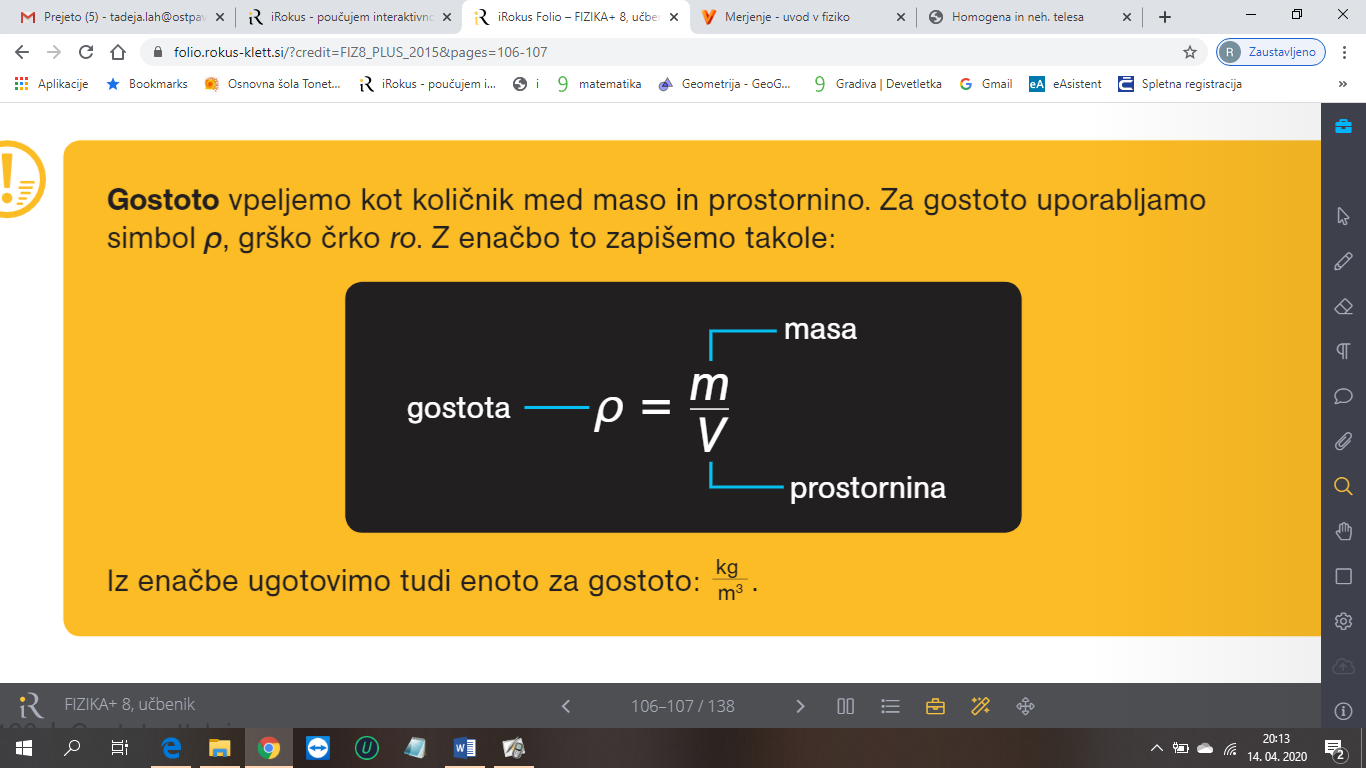 Prejeto (5) - tadeja.lah@ostpav
iRokus - poučujem interaktivno
iRokus Folio – FIZIKA+ 8, učben
Merjenje - uvod v fiziko
Homogena in neh. telesa
folio.rokus-klett.si/?credit=FIZ8_PLUS_2015&pages=106-107
R Zaustavljeno
Aplikacije
Bookmarks
Osnovna šola Tonet...
iRokus - poučujem i...
i
matematika
Geometrija - GeoG...
Gradiva | Devetletka
Gmail
eAsistent
Spletna registracija
Gostoto vpeljemo kot količnik med maso in prostornino. Za gostoto uporabljamo
simbol ρ, grško črko ro. Z enačbo to zapišemo takole:
masa
gostota ρ = m/V
prostornina
Iz enačbe ugotovimo tudi enoto za gostoto: kg/m³.
FIZIKA+ 8, učbenik
106–107 / 138
20:13
14. 04. 2020
2